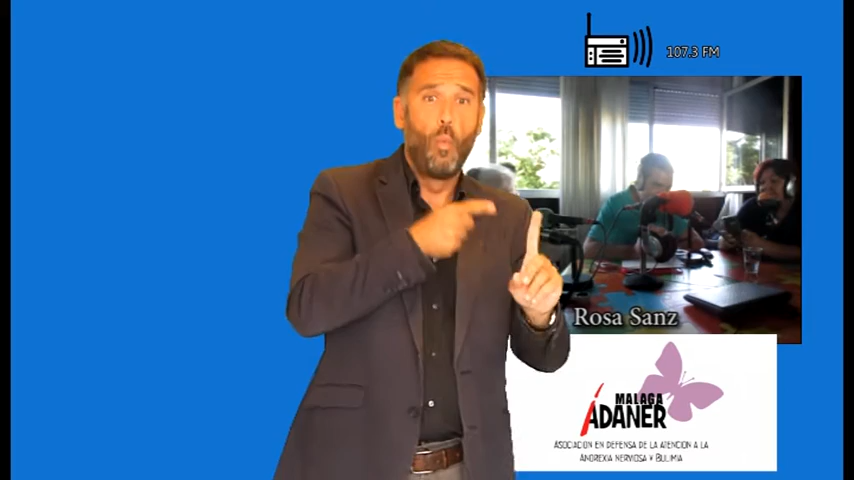 107.3 FM
Rosa Sanz
MALAGA
ADANER
ASOCIACION EN DEFENSA DE LA ATENCION A LA
ANOREXIA NERVIOSA Y BULIMIA